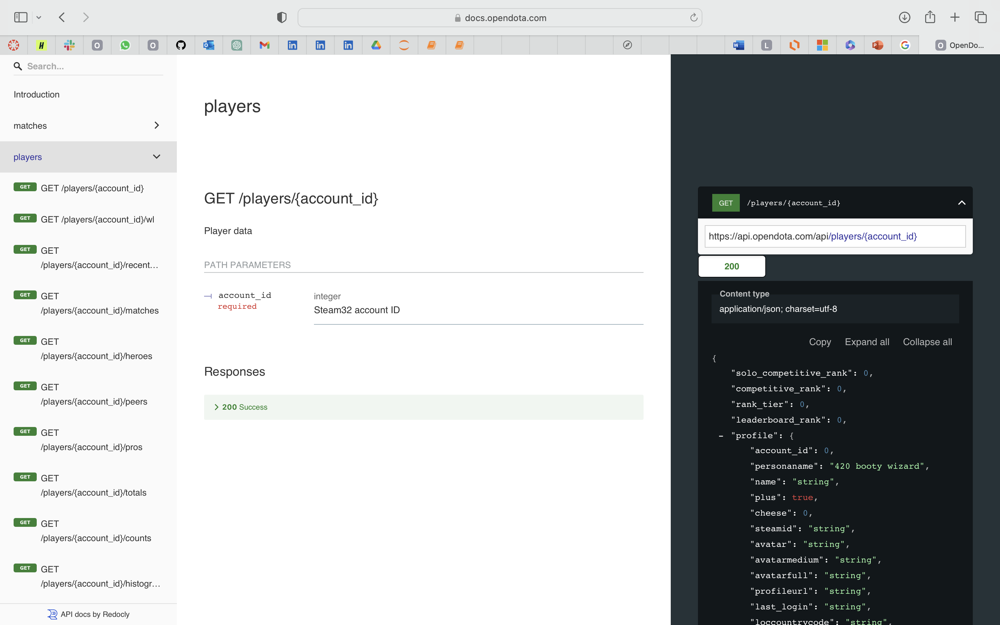 docs.opendota.com
OpenDo...
Search...
Introduction
matches
players
GET GET /players/{account_id}
GET GET /players/{account_id}/wl
GET GET
/players/{account_id}/recent...
GET GET
/players/{account_id}/matches
GET GET
/players/{account_id}/heroes
GET GET
/players/{account_id}/peers
GET GET
/players/{account_id}/pros
GET GET
/players/{account_id}/totals
GET GET
/players/{account_id}/counts
GET GET
/players/{account_id}/histogr...
API docs by Redocly
players
GET /players/{account_id}
Player data
PATH PARAMETERS
account_id
required
integer
Steam32 account ID
Responses
200 Success
GET /players/{account_id}
https://api.opendota.com/api/players/{account_id}
200
Content type
application/json; charset=utf-8
Copy Expand all Collapse all
{
"solo_competitive_rank": 0,
"competitive_rank": 0,
"rank_tier": 0,
"leaderboard_rank": 0,
- "profile": {
"account_id": 0,
"personaname": "420 booty wizard",
"name": "string",
"plus": true,
"cheese": 0,
"steamid": "string",
"avatar": "string",
"avatarmedium": "string",
"avatarfull": "string",
"profileurl": "string",
"last_login": "string",
"loccountrycode": "string",